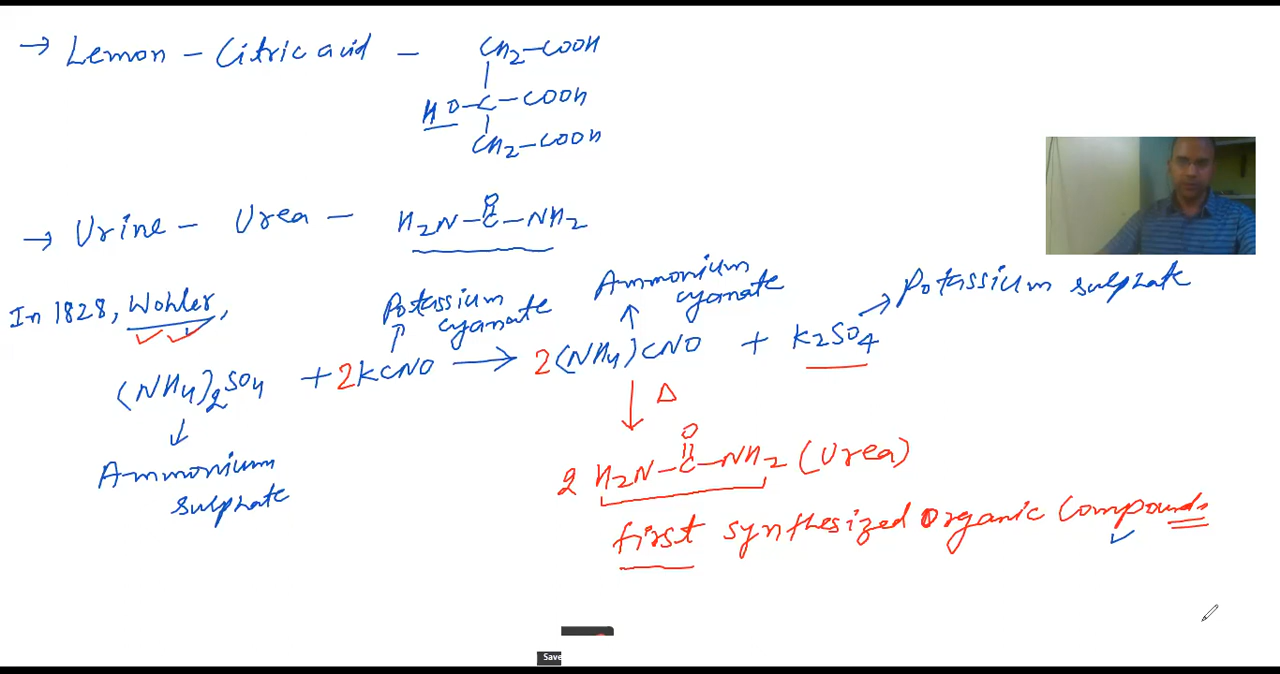 → Lemon – Citric acid –
CH2–COOH
HO–C–COOH
CH2–COOH
→ Urine – Urea –
O
H2N–C–NH2
In 1828, Wohler,
Potassium cyanate
Ammonium cyanate
Potassium sulphate
(NH4)2SO4 + 2KCNO → 2(NH4)CNO + K2SO4
Ammonium
sulphate
Δ
O
2 H2N–C–NH2 (Urea)
first synthesized Organic Compounds
Save